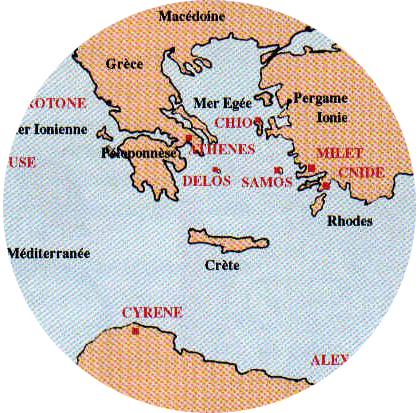 Macédoine
Grèce
Mer Egée
Pergame
ROTONE
Ionie
CHIO
er Ionienne
ATHENES
Péloponnèse
MILET
USE
CNIDE
DELOS
SAMOS
Rhodes
Méditerranée
Crète
CYRENE
ALEX